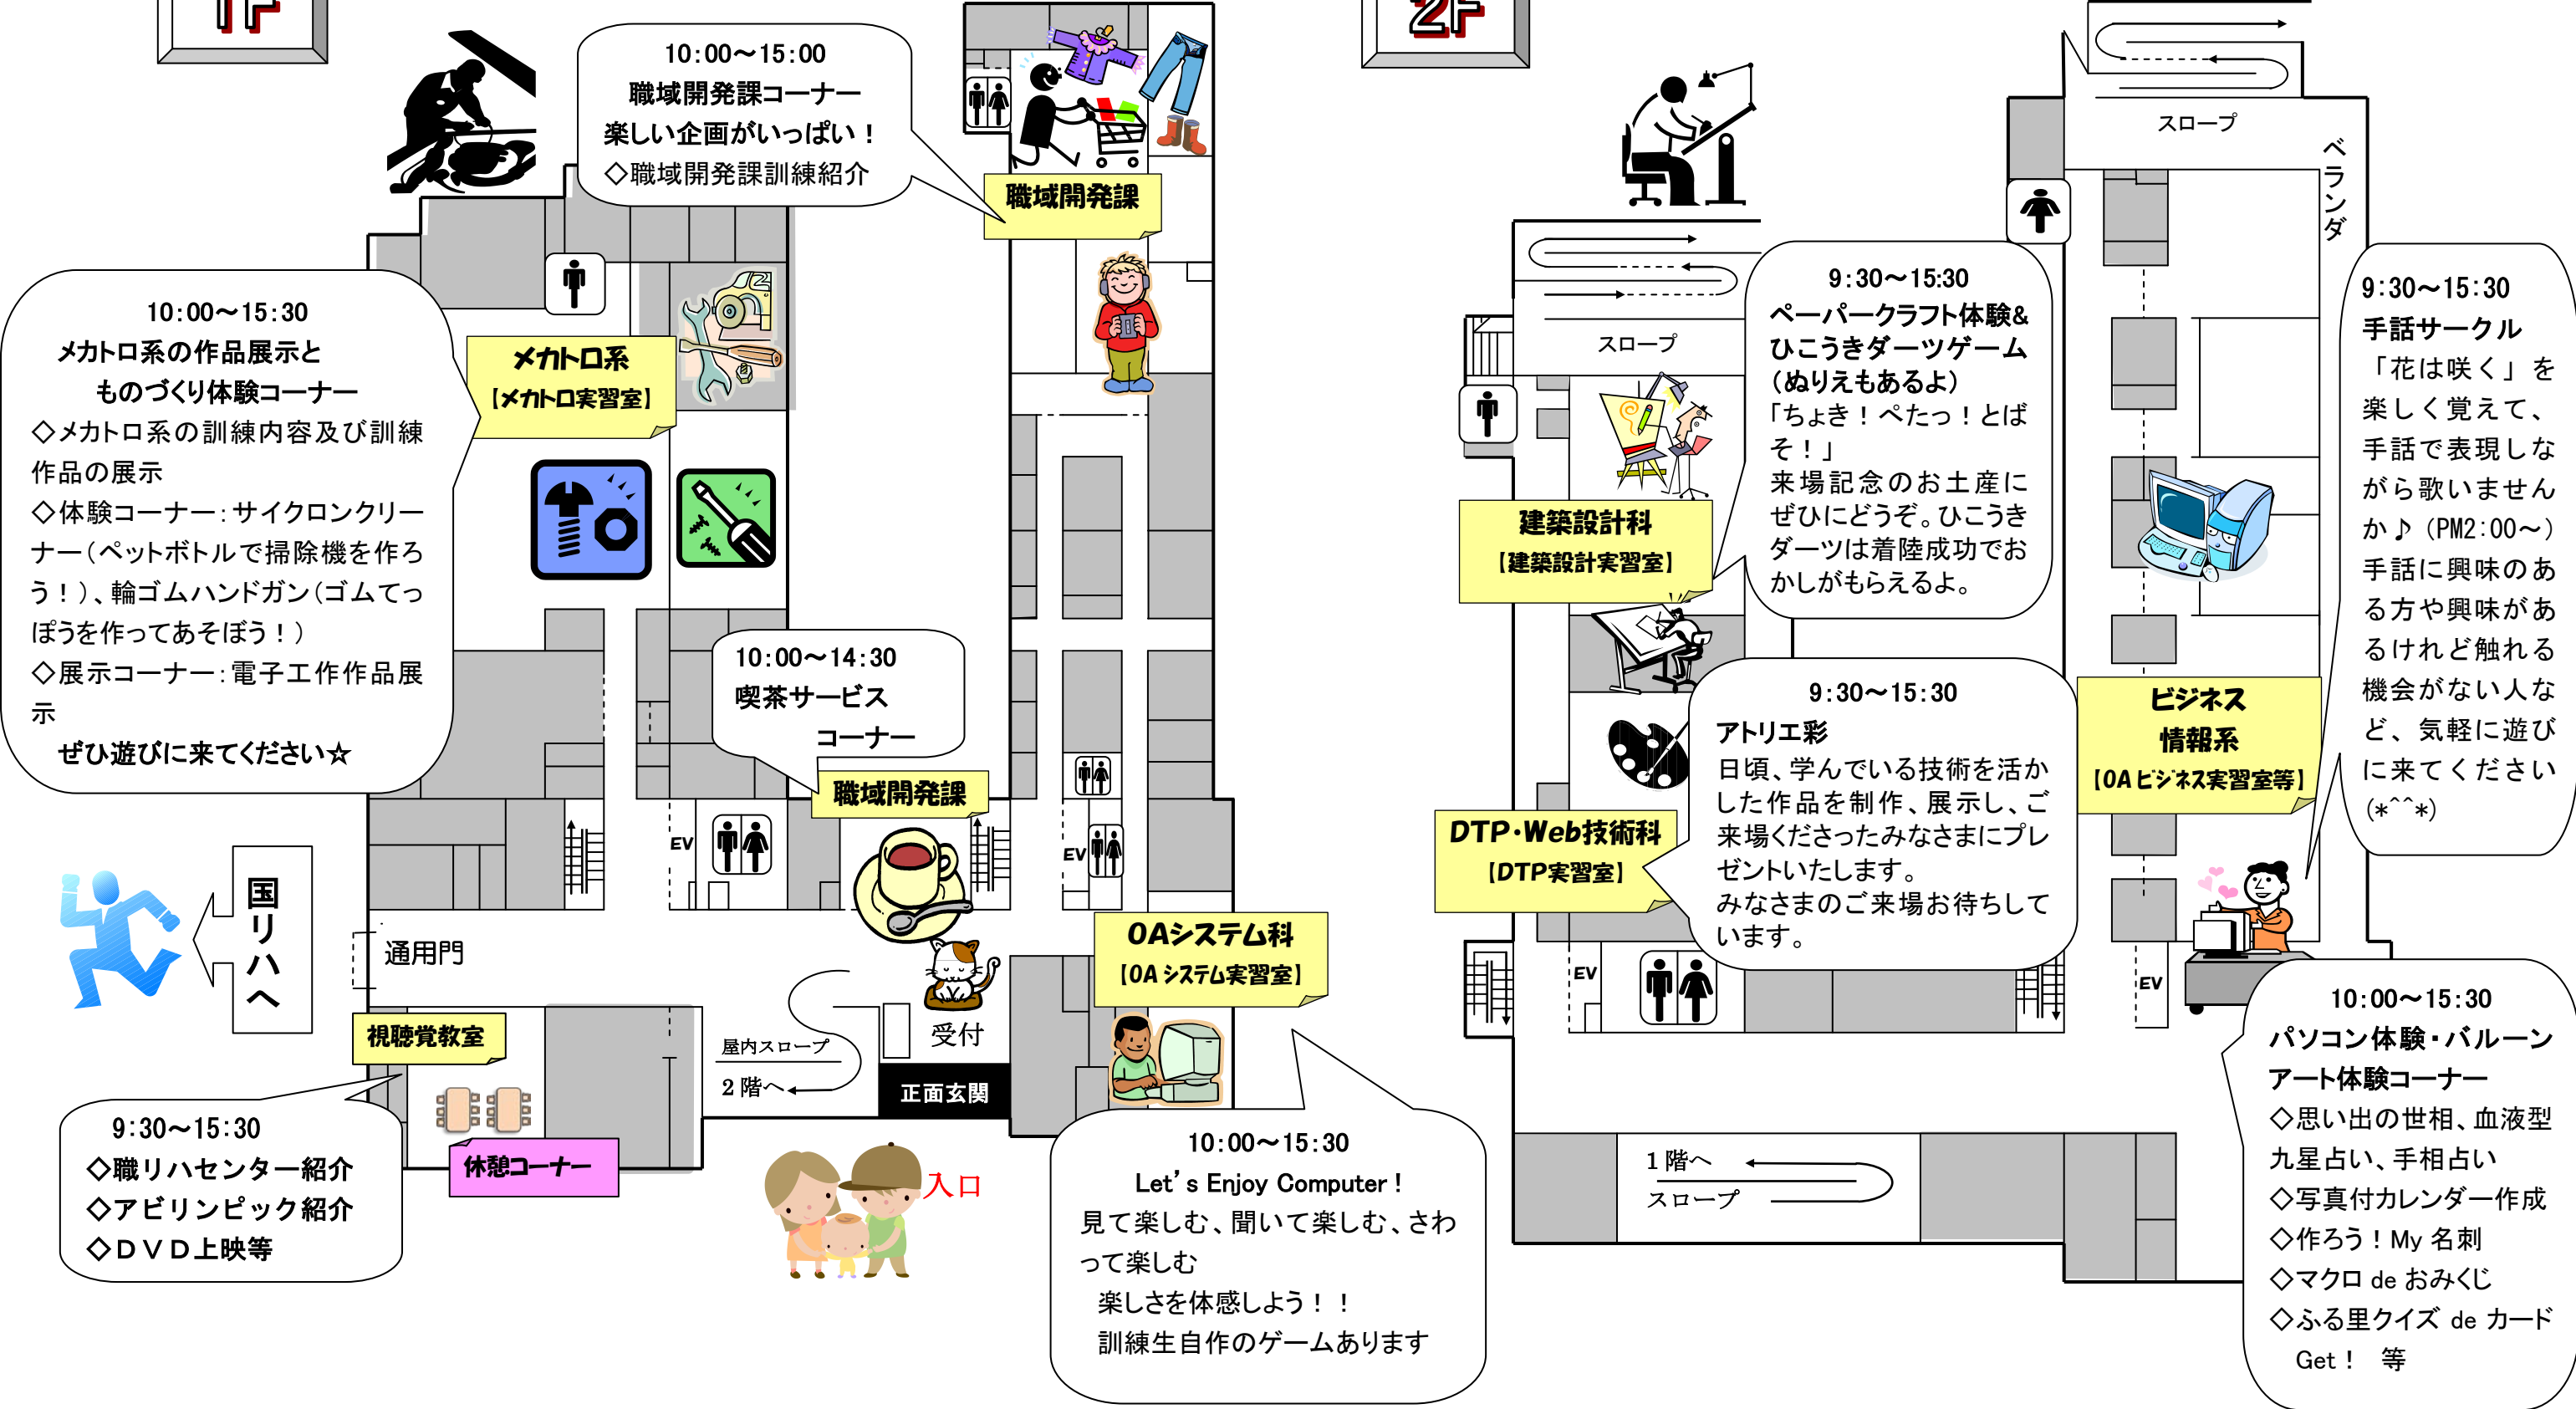 1F
10:00～15:00
職域開発課コーナー
楽しい企画がいっぱい！
◇職域開発課訓練紹介
職域開発課
10:00～15:30
メカトロ系の作品展示と
ものづくり体験コーナー
◇メカトロ系の訓練内容及び訓練
作品の展示
◇体験コーナー：サイクロンクリー
ナー（ペットボトルで掃除機を作ろ
う！）、輪ゴムハンドガン（ゴムてっ
ぽうを作ってあそぼう！）
◇展示コーナー：電子工作作品展
示
ぜひ遊びに来てください☆
メカトロ系
【メカトロ実習室】
10:00～14:30
喫茶サービス
コーナー
職域開発課
EV
EV
国リハへ
通用門
視聴覚教室
9:30～15:30
◇職リハセンター紹介
◇アビリンピック紹介
◇ＤＶＤ上映等
休憩コーナー
屋内スロープ
2階へ
受付
正面玄関
入口
OAシステム科
【OAシステム実習室】
10:00～15:30
Let’s Enjoy Computer！
見て楽しむ、聞いて楽しむ、さわ
って楽しむ
楽しさを体感しよう！！
訓練生自作のゲームあります
2F
スロープ
ベランダ
スロープ
9:30～15:30
ペーパークラフト体験&
ひこうきダーツゲーム
（ぬりえもあるよ）
「ちょき！ぺたっ！とば
そ！」
来場記念のお土産に
ぜひにどうぞ。ひこうき
ダーツは着陸成功でお
かしがもらえるよ。
建築設計科
【建築設計実習室】
9:30～15:30
アトリエ彩
日頃、学んでいる技術を活か
した作品を制作、展示し、ご
来場くださったみなさまにプレ
ゼントいたします。
みなさまのご来場お待ちして
います。
DTP・Web技術科
【DTP実習室】
EV
EV
9:30～15:30
手話サークル
「花は咲く」を
楽しく覚えて、
手話で表現しな
がら歌いません
か♪（PM2:00～）
手話に興味のあ
る方や興味があ
るけれど触れる
機会がない人な
ど、気軽に遊び
に来てください
(*^^*)
ビジネス
情報系
【OAビジネス実習室等】
10:00～15:30
パソコン体験・バルーン
アート体験コーナー
◇思い出の世相、血液型
九星占い、手相占い
◇写真付カレンダー作成
◇作ろう！My 名刺
◇マクロ de おみくじ
◇ふる里クイズ de カード
Get！ 等
1階へ
スロープ